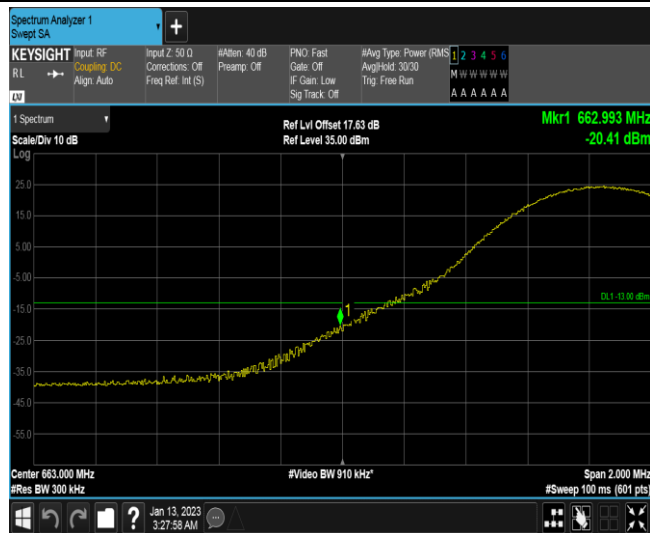 Spectrum Analyzer 1
Swept SA
+
KEYSIGHT Input: RF Input Z: 50 Ω #Atten: 40 dB PNO: Fast #Avg Type: Power (RMS 1 2 3 4 5 6
RL Coupling: DC Corrections: Off Preamp: Off Gate: Off Avg|Hold: 30/30 M W W W W W
Align: Auto Freq Ref: Int (S) IF Gain: Low Trig: Free Run
Sig Track: Off A A A A A A
LXI
1 Spectrum Ref Lvl Offset 17.63 dB Mkr1 662.993 MHz
Scale/Div 10 dB Ref Level 35.00 dBm -20.41 dBm
Log
25.0
15.0
5.00
-5.00
DL1 -13.00 dBm
-15.0 1
-25.0
-35.0
-45.0
-55.0
Center 663.000 MHz #Video BW 910 kHz* Span 2.000 MHz
#Res BW 300 kHz #Sweep 100 ms (601 pts)
? Jan 13, 2023
3:27:58 AM